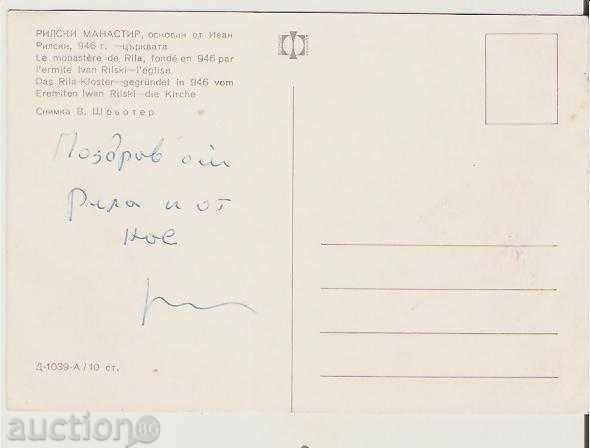 РИЛСКИ МАНАСТИР, основан от Иван
Рилски, 946 г. —църквата
Le monastère de Rila, fondé en 946 par
l'ermite Ivan Rilski—l'église
Das Rila-Kloster—gegründet in 946 vom
Eremiten Iwan Rilski—die Kirche
Снимка В. Шрьотер
Поздрав от
Рила и от
Д-1039-А / 10 ст.
auction BG